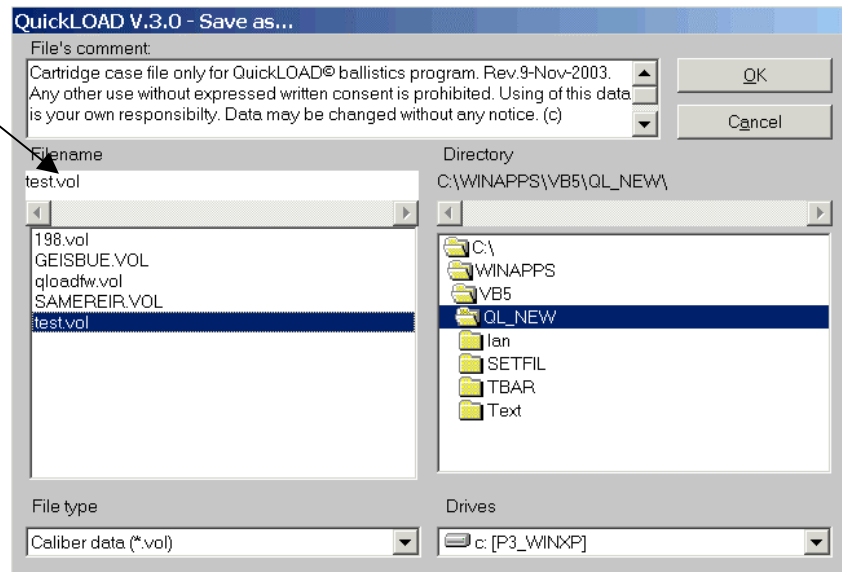 QuickLOAD V.3.0 - Save as...
File's comment:
Cartridge case file only for QuickLOAD© ballistics program. Rev.9-Nov-2003.
Any other use without expressed written consent is prohibited. Using of this data
is your own responsibilty. Data may be changed without any notice. (c)
OK
Cancel
Filename
test.vol
198.vol
GEISBUE.VOL
qloadfw.vol
SAMEREIR.VOL
test.vol
Directory
C:\WINAPPS\VB5\QL_NEW\
C:\
WINAPPS
VB5
QL_NEW
lan
SETFIL
TBAR
Text
File type
Caliber data (*.vol)
Drives
c: [P3_WINXP]